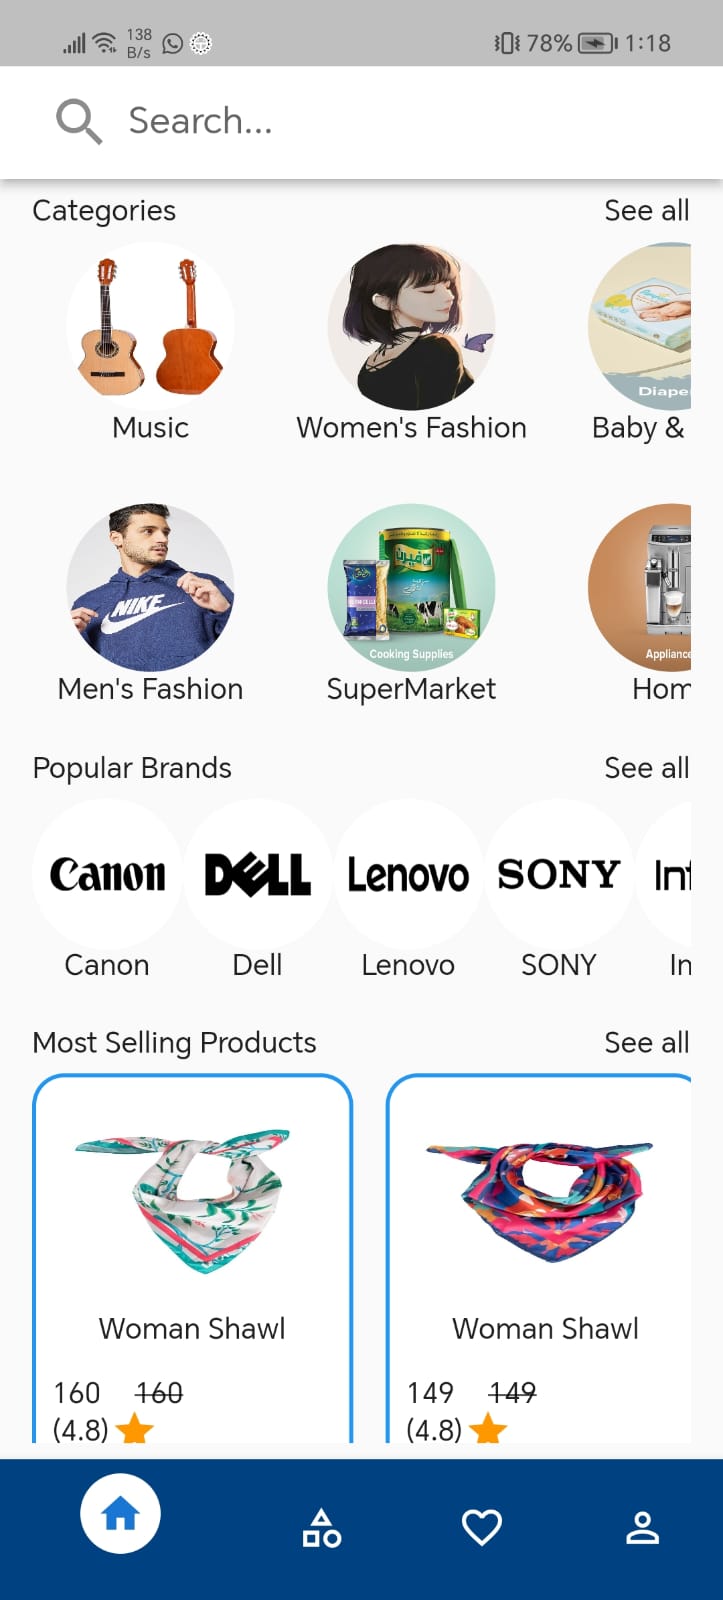 138
B/s
78%
1:18
Search...
Categories
See all
Diape
Music
Women's Fashion
Baby &
NIKE
Cooking Supplies
Appliance
Men's Fashion
SuperMarket
Hom
Popular Brands
See all
Canon
DELL
Lenovo
SONY
Inf
Canon
Dell
Lenovo
SONY
In
Most Selling Products
See all
Woman Shawl
Woman Shawl
160 160
149 149
(4.8)
(4.8)